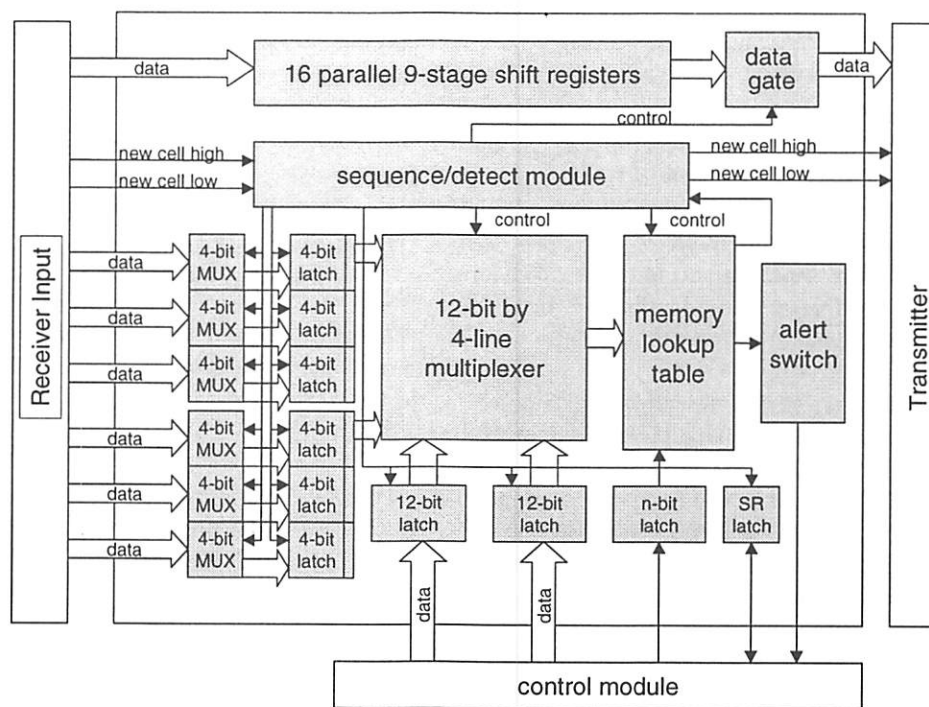 Receiver Input
data
16 parallel 9-stage shift registers
data
gate
data
Transmitter
control
new cell high
new cell low
sequence/detect module
new cell high
new cell low
control
control
data
4-bit
MUX
4-bit
latch
data
4-bit
MUX
4-bit
latch
data
4-bit
MUX
4-bit
latch
data
4-bit
MUX
4-bit
latch
data
4-bit
MUX
4-bit
latch
data
4-bit
MUX
4-bit
latch
12-bit by
4-line
multiplexer
memory
lookup
table
alert
switch
12-bit
latch
12-bit
latch
n-bit
latch
SR
latch
data
data
control module